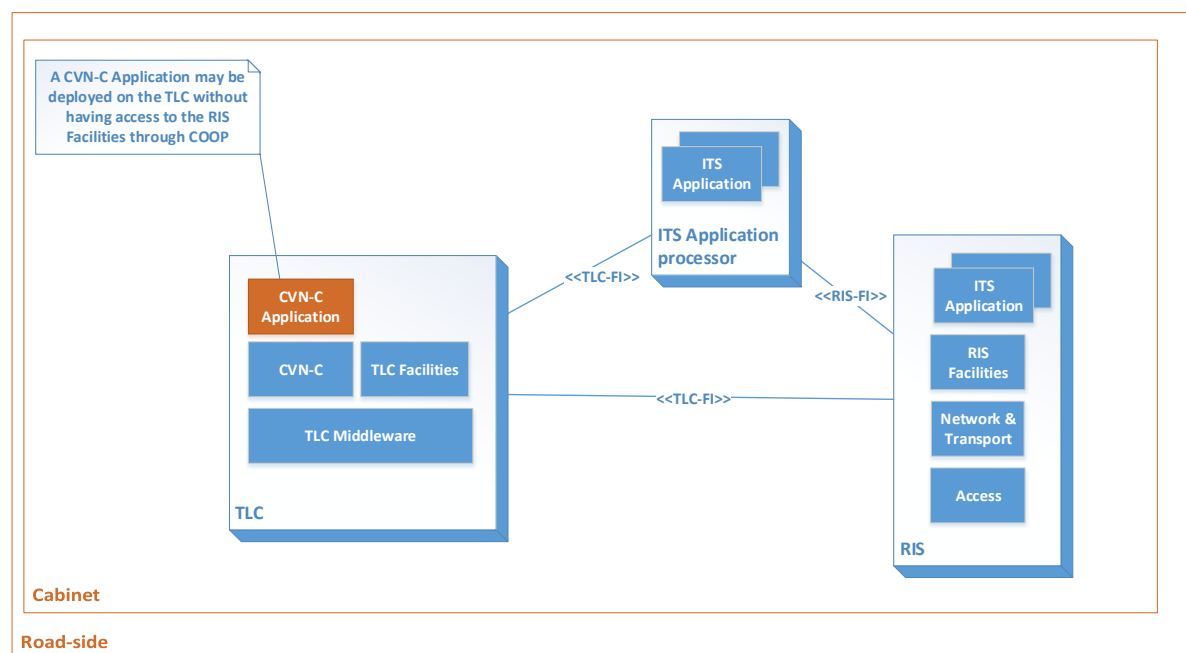 A CVN-C Application may be
deployed on the TLC without
having access to the RIS
Facilities through COOP
ITS
Application
ITS Application
processor
<<TLC-FI>>
<<RIS-FI>>
CVN-C
Application
CVN-C
TLC Facilities
TLC Middleware
TLC
<<TLC-FI>>
ITS
Application
RIS
Facilities
Network &
Transport
Access
RIS
Cabinet
Road-side